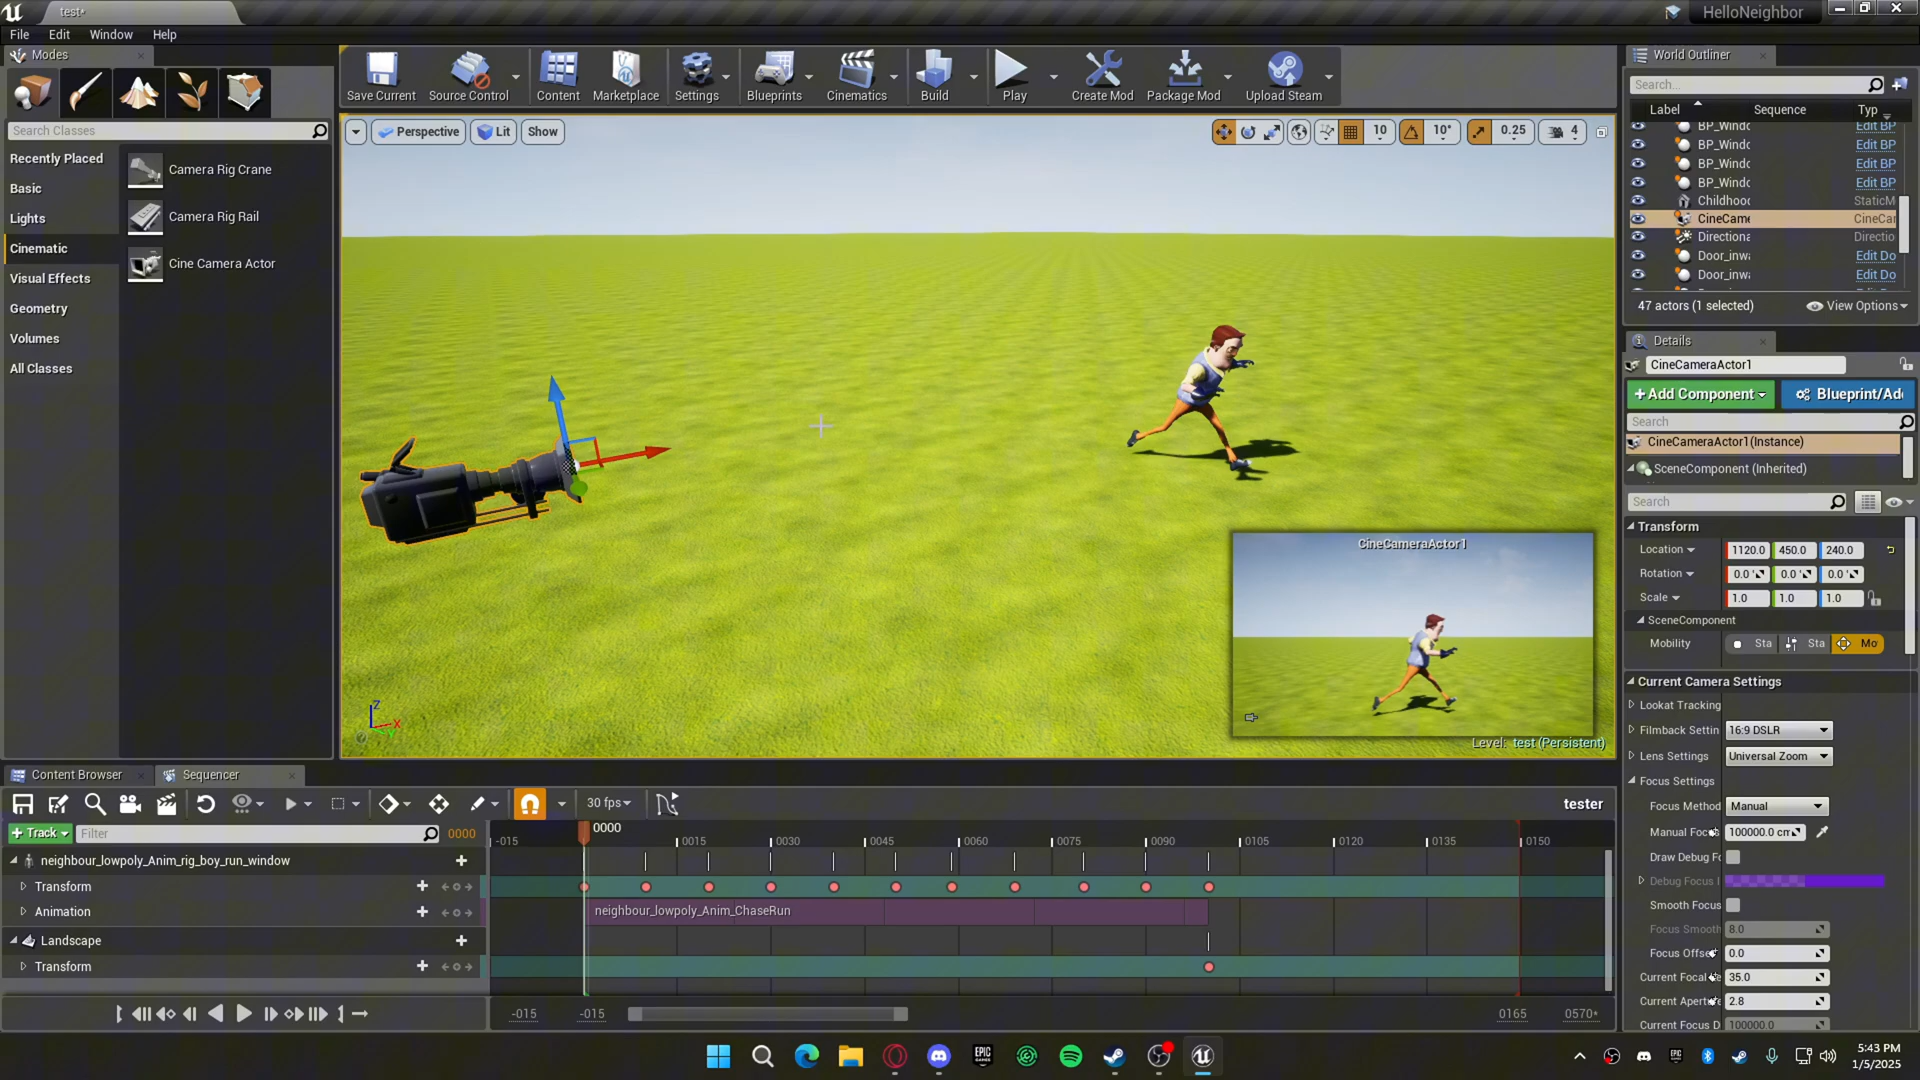 test*
HelloNeighbor
File Edit Window Help
Modes
Search Classes
Recently Placed
Basic
Lights
Cinematic
Visual Effects
Geometry
Volumes
All Classes
Camera Rig Crane
Camera Rig Rail
Cine Camera Actor
Save Current Source Control Content Marketplace Settings Blueprints Cinematics Build Play Create Mod Package Mod Upload Steam
Perspective Lit Show
10 10° 0.25 4
CineCameraActor1
Level: test (Persistent)
Z
X
World Outliner
Search...
Label Sequence Typ
BP_Windo Edit BP
BP_Windo Edit BP
BP_Windo Edit BP
BP_Windo Edit BP
Childhooc StaticM
CineCame CineCar
Directiona Directio
Door_inwa Edit Do
Door_inwa Edit Do
47 actors (1 selected) View Options
Details
CineCameraActor1
+Add Component Blueprint/Add
Search
CineCameraActor1(Instance)
SceneComponent (Inherited)
Search
Transform
Location 1120.0 450.0 240.0
Rotation 0.0 ° 0.0 ° 0.0 °
Scale 1.0 1.0 1.0
SceneComponent
Mobility Sta Sta Mo
Current Camera Settings
Lookat Tracking
Filmback Settin 16:9 DSLR
Lens Settings Universal Zoom
Focus Settings
Focus Method Manual
Manual Focu 100000.0 cm
Draw Debug Fo
Debug Focus
Smooth Focus
Focus Smooth 8.0
Focus Offse 0.0
Current Focal 35.0
Current Apert 2.8
Current Focus D 100000.0
Content Browser Sequencer
30 fps tester
+ Track Filter 0000
-015 0000 0015 0030 0045 0060 0075 0090 0105 0120 0135 0150
neighbour_lowpoly_Anim_rig_boy_run_window
Transform
Animation neighbour_lowpoly_Anim_ChaseRun
Landscape
Transform
-015 -015 0165 0570*
EPIC GAMES
5:43 PM
1/5/2025